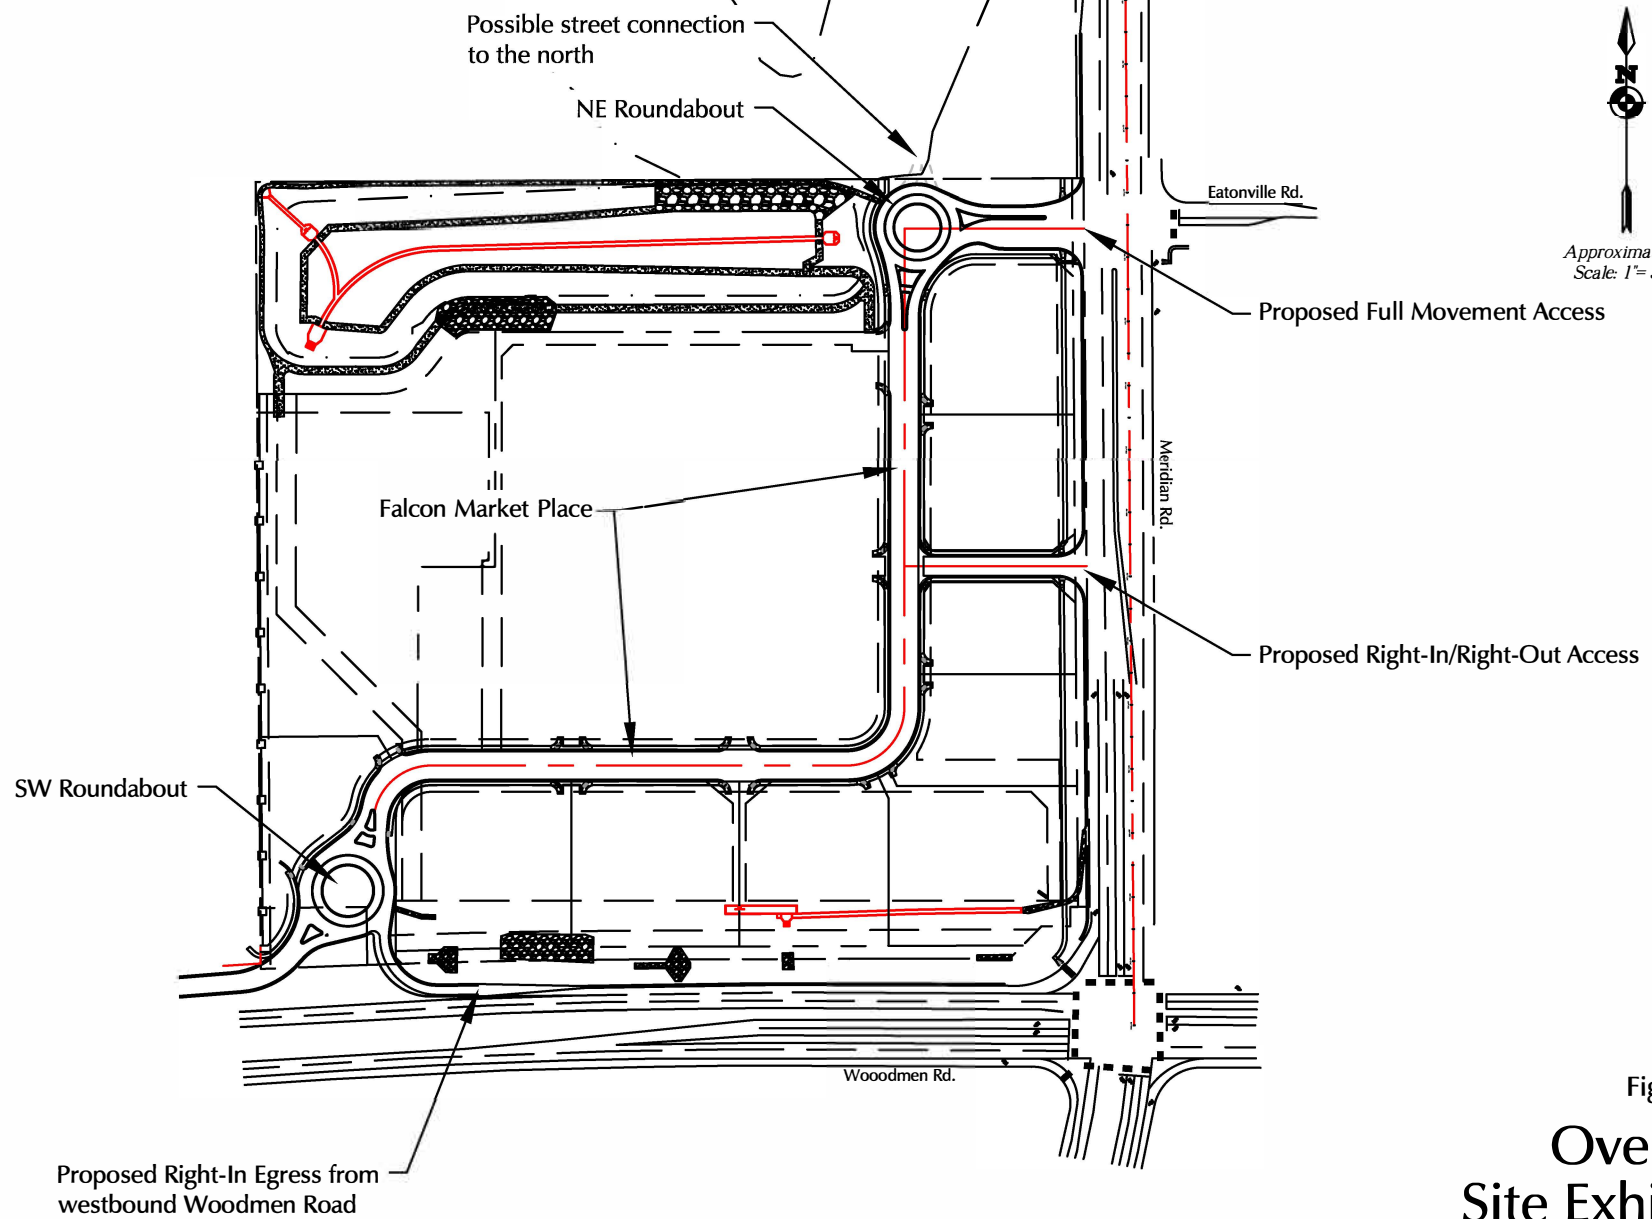 Possible street connection
to the north
NE Roundabout
N
Eatonville Rd.
Approxima
Scale: 1"=
Proposed Full Movement Access
Meridian Rd.
Falcon Market Place
Proposed Right-In/Right-Out Access
SW Roundabout
Wooodmen Rd.
Fig
Ove
Site Exhi
Proposed Right-In Egress from
westbound Woodmen Road